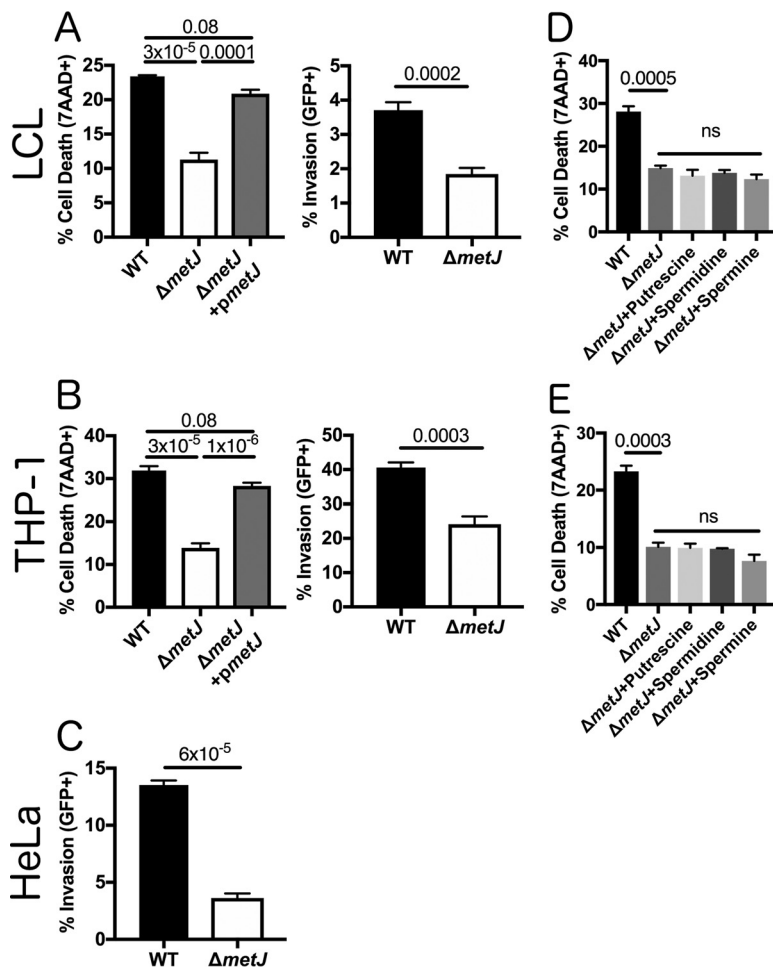 A
LCL
% Cell Death (7AAD+)
25
20
15
10
5
0
0.08
3x10-5
0.0001
WT
ΔmetJ
ΔmetJ
+pmetJ
% Invasion (GFP+)
5
4
3
2
1
0
0.0002
WT
ΔmetJ
D
% Cell Death (7AAD+)
40
30
20
10
0
0.0005
ns
WT
ΔmetJ
ΔmetJ+Putrescine
ΔmetJ+Spermidine
ΔmetJ+Spermine
B
THP-1
% Cell Death (7AAD+)
40
30
20
10
0
0.08
3x10-5
1x10-6
WT
ΔmetJ
ΔmetJ
+pmetJ
% Invasion (GFP+)
50
40
30
20
10
0
0.0003
WT
ΔmetJ
E
% Cell Death (7AAD+)
30
20
10
0
0.0003
ns
WT
ΔmetJ
ΔmetJ+Putrescine
ΔmetJ+Spermidine
ΔmetJ+Spermine
C
HeLa
% Invasion (GFP+)
15
10
5
0
6x10-5
WT
ΔmetJ